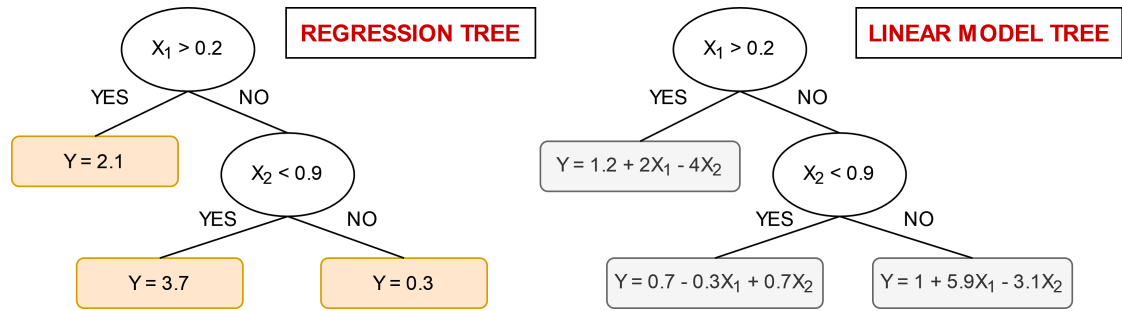 REGRESSION TREE
X₁ > 0.2
YES
NO
Y = 2.1
X₂ < 0.9
YES
NO
Y = 3.7
Y = 0.3
LINEAR MODEL TREE
X₁ > 0.2
YES
NO
Y = 1.2 + 2X₁ - 4X₂
X₂ < 0.9
YES
NO
Y = 0.7 - 0.3X₁ + 0.7X₂
Y = 1 + 5.9X₁ - 3.1X₂